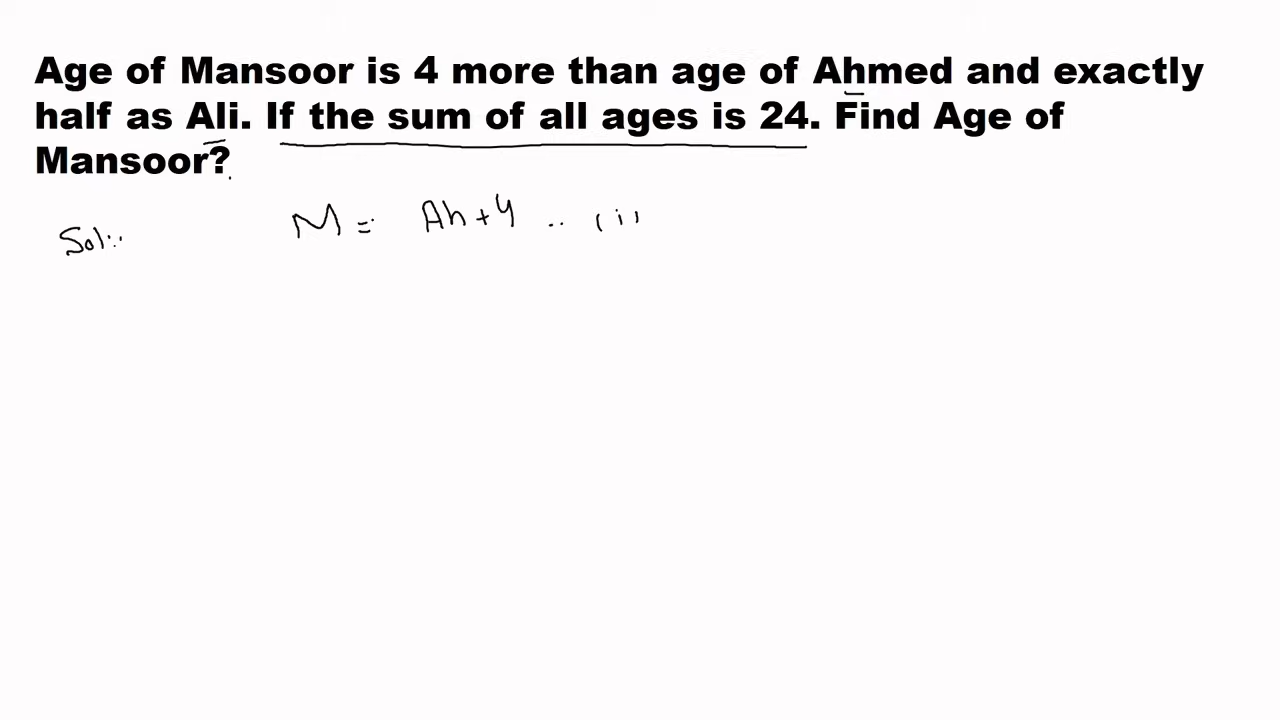 Age of Mansoor is 4 more than age of Ahmed and exactly
half as Ali. If the sum of all ages is 24. Find Age of
Mansoor?
Sol:. M = Ah + 4 .. (i)